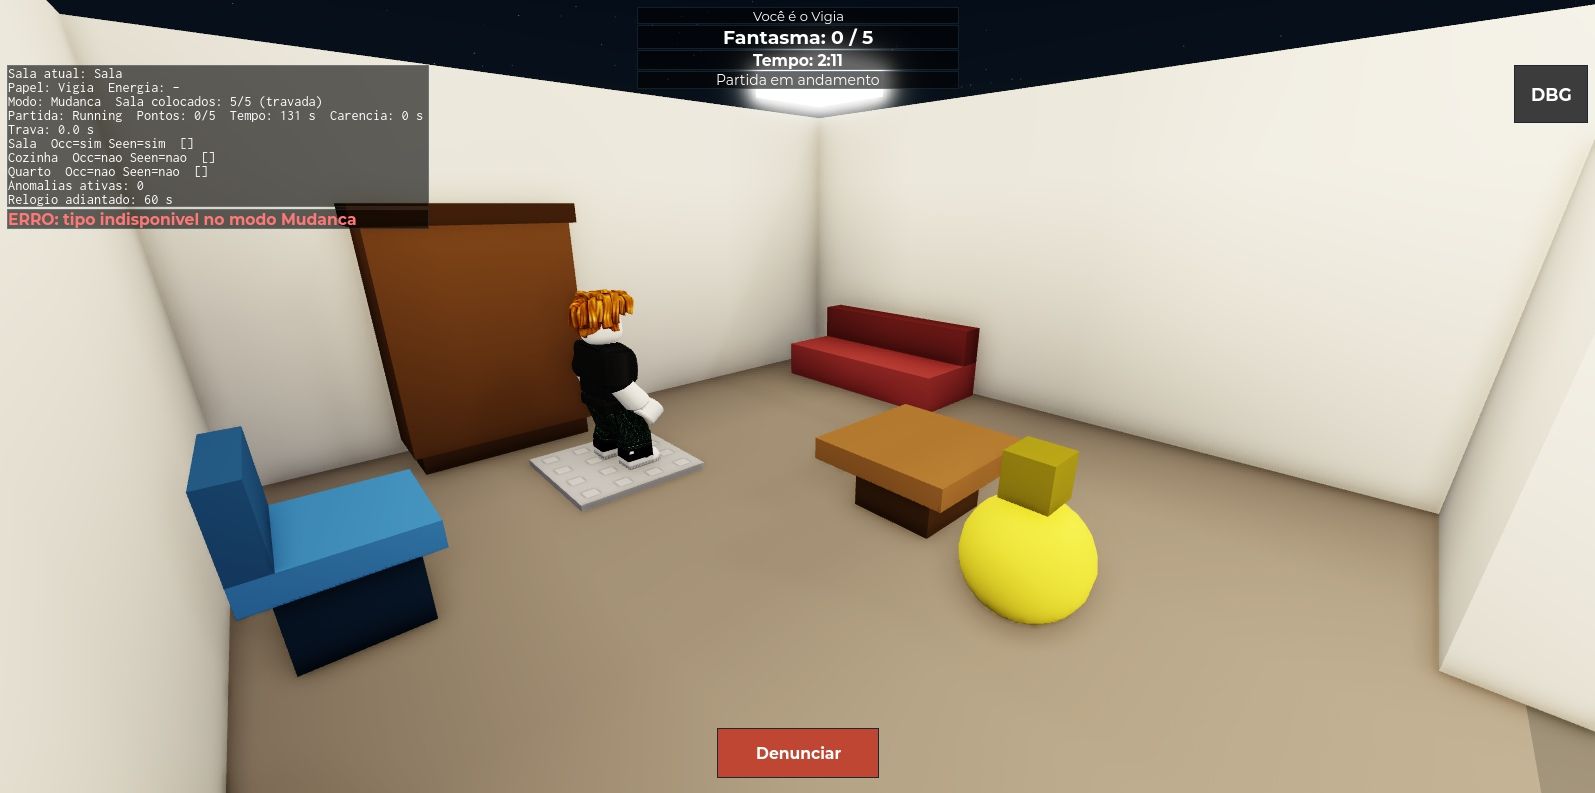 Você é o Vigia
Fantasma: 0 / 5
Tempo: 2:11
Partida em andamento
Sala atual: Sala
Papel: Vigia  Energia: –
Modo: Mudanca  Sala colocados: 5/5 (travada)
Partida: Running  Pontos: 0/5  Tempo: 131 s  Carencia: 0 s
Trava: 0.0 s
Sala  Occ=sim Seen=sim  []
Cozinha  Occ=nao Seen=nao  []
Quarto  Occ=nao Seen=nao  []
Anomalias ativas: 0
Relogio adiantado: 60 s
ERRO: tipo indisponivel no modo Mudanca
DBG
Denunciar